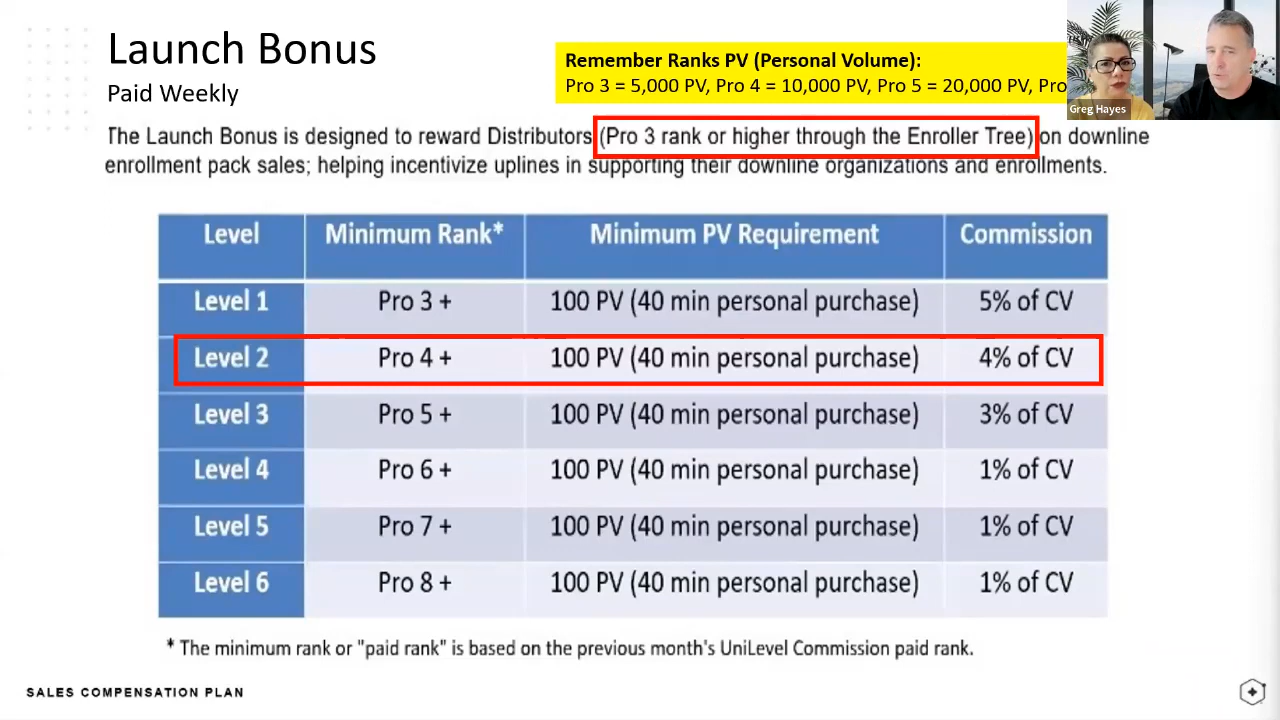 Launch Bonus
Paid Weekly
Remember Ranks PV (Personal Volume):
Pro 3 = 5,000 PV, Pro 4 = 10,000 PV, Pro 5 = 20,000 PV, Pro
Greg Hayes
The Launch Bonus is designed to reward Distributors (Pro 3 rank or higher through the Enroller Tree) on downline
enrollment pack sales; helping incentivize uplines in supporting their downline organizations and enrollments.
Level Minimum Rank* Minimum PV Requirement Commission
Level 1 Pro 3 + 100 PV (40 min personal purchase) 5% of CV
Level 2 Pro 4 + 100 PV (40 min personal purchase) 4% of CV
Level 3 Pro 5 + 100 PV (40 min personal purchase) 3% of CV
Level 4 Pro 6 + 100 PV (40 min personal purchase) 1% of CV
Level 5 Pro 7 + 100 PV (40 min personal purchase) 1% of CV
Level 6 Pro 8 + 100 PV (40 min personal purchase) 1% of CV
* The minimum rank or "paid rank" is based on the previous month's UniLevel Commission paid rank.
SALES COMPENSATION PLAN